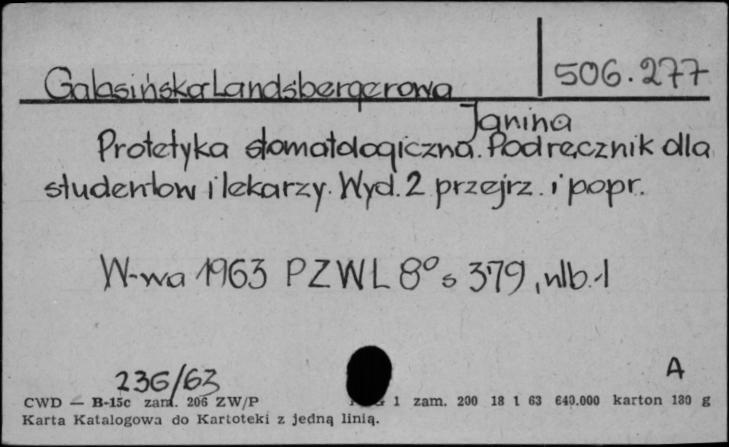 506.277
Galasińska-Landsbergerowa
Janina
Protetyka stomatologiczna. Podręcznik dla
studentów i lekarzy. Wyd. 2 przejrz. i popr.
W-wa 1963 PZWL 8° s 379, nlb. 1
236/63
A
CWD — B-15c zam. 206 ZW/P 1 zam. 200 18 1 63 640.000 karton 180 g
Karta Katalogowa do Kartoteki z jedną linią.